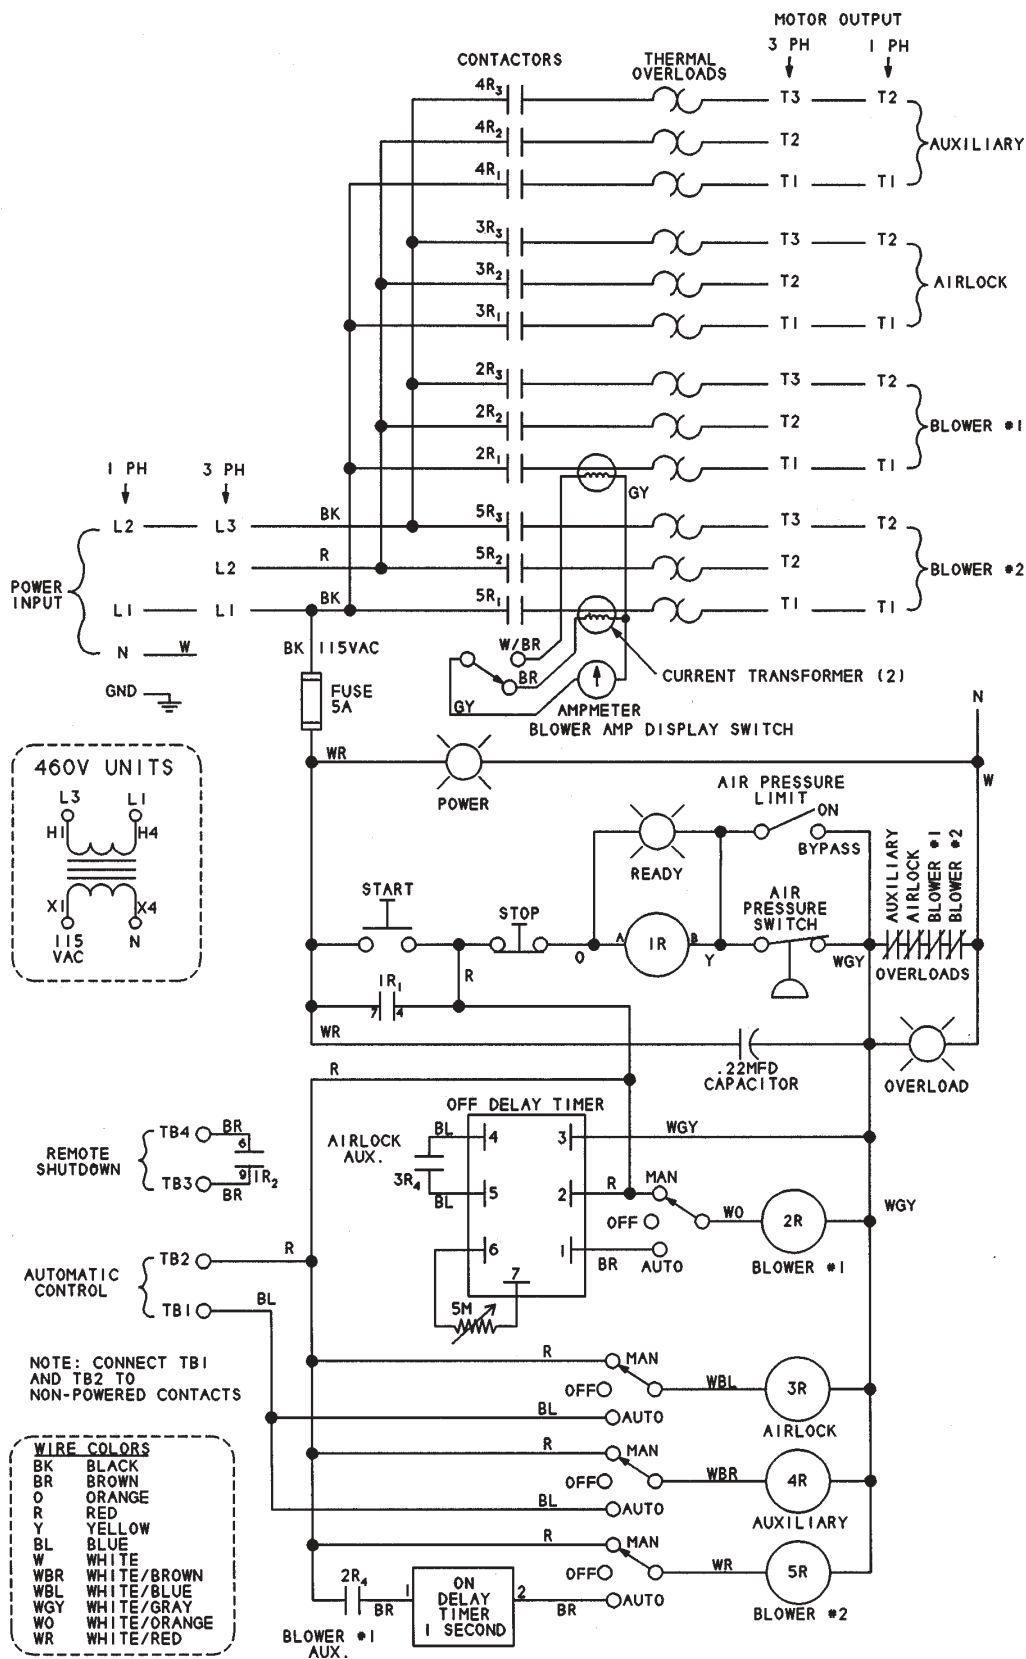 MOTOR OUTPUT
3 PH
1 PH
CONTACTORS
THERMAL
OVERLOADS
4R3
T3
T2
4R2
T2
AUXILIARY
4R1
T1
T1
3R3
T3
T2
3R2
T2
AIRLOCK
3R1
T1
T1
2R3
T3
T2
2R2
T2
BLOWER #1
2R1
T1
T1
GY
1 PH
3 PH
L2
L3
BK
5R3
T3
T2
L2
R
5R2
T2
BLOWER #2
POWER
INPUT
L1
L1
BK
5R1
T1
T1
N
W
BK 115VAC
W/BR
BR
GY
CURRENT TRANSFORMER (2)
GND
FUSE
5A
AMPMETER
BLOWER AMP DISPLAY SWITCH
N
WR
W
POWER
460V UNITS
L3
L1
H1
H4
X1
X4
115
VAC
N
AIR PRESSURE
LIMIT
ON
BYPASS
READY
AUXILIARY
AIRLOCK
BLOWER #1
BLOWER #2
START
STOP
AIR
PRESSURE
SWITCH
O
A
1R
B
Y
WGY
OVERLOADS
R
1R1
7
4
WR
.22MFD
CAPACITOR
OVERLOAD
R
OFF DELAY TIMER
REMOTE
SHUTDOWN
TB4
BR
6
9
1R2
TB3
BR
AIRLOCK
AUX.
BL
3R4
BL
4
3
WGY
5
2
R
MAN
OFF
WO
2R
WGY
6
1
BR
AUTO
BLOWER #1
7
5M
AUTOMATIC
CONTROL
TB2
R
TB1
BL
NOTE: CONNECT TB1
AND TB2 TO
NON-POWERED CONTACTS
R
MAN
OFF
WBL
3R
BL
AUTO
AIRLOCK
R
MAN
OFF
WBR
4R
BL
AUTO
AUXILIARY
R
MAN
OFF
WR
5R
2R4
BR
1
ON
DELAY
TIMER
1 SECOND
2
BR
AUTO
BLOWER #2
BLOWER #1
AUX.
WIRE COLORS
BK BLACK
BR BROWN
O ORANGE
R RED
Y YELLOW
BL BLUE
W WHITE
WBR WHITE/BROWN
WBL WHITE/BLUE
WGY WHITE/GRAY
WO WHITE/ORANGE
WR WHITE/RED